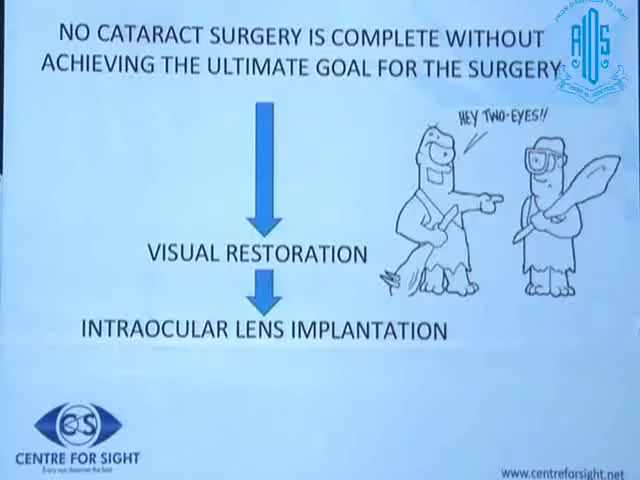 NO CATARACT SURGERY IS COMPLETE WITHOUT
ACHIEVING THE ULTIMATE GOAL FOR THE SURGERY
AIOS
HEY TWO-EYES!!
VISUAL RESTORATION
INTRAOCULAR LENS IMPLANTATION
CS
CENTRE FOR SIGHT
Every eye deserves the best
www.centreforsight.net